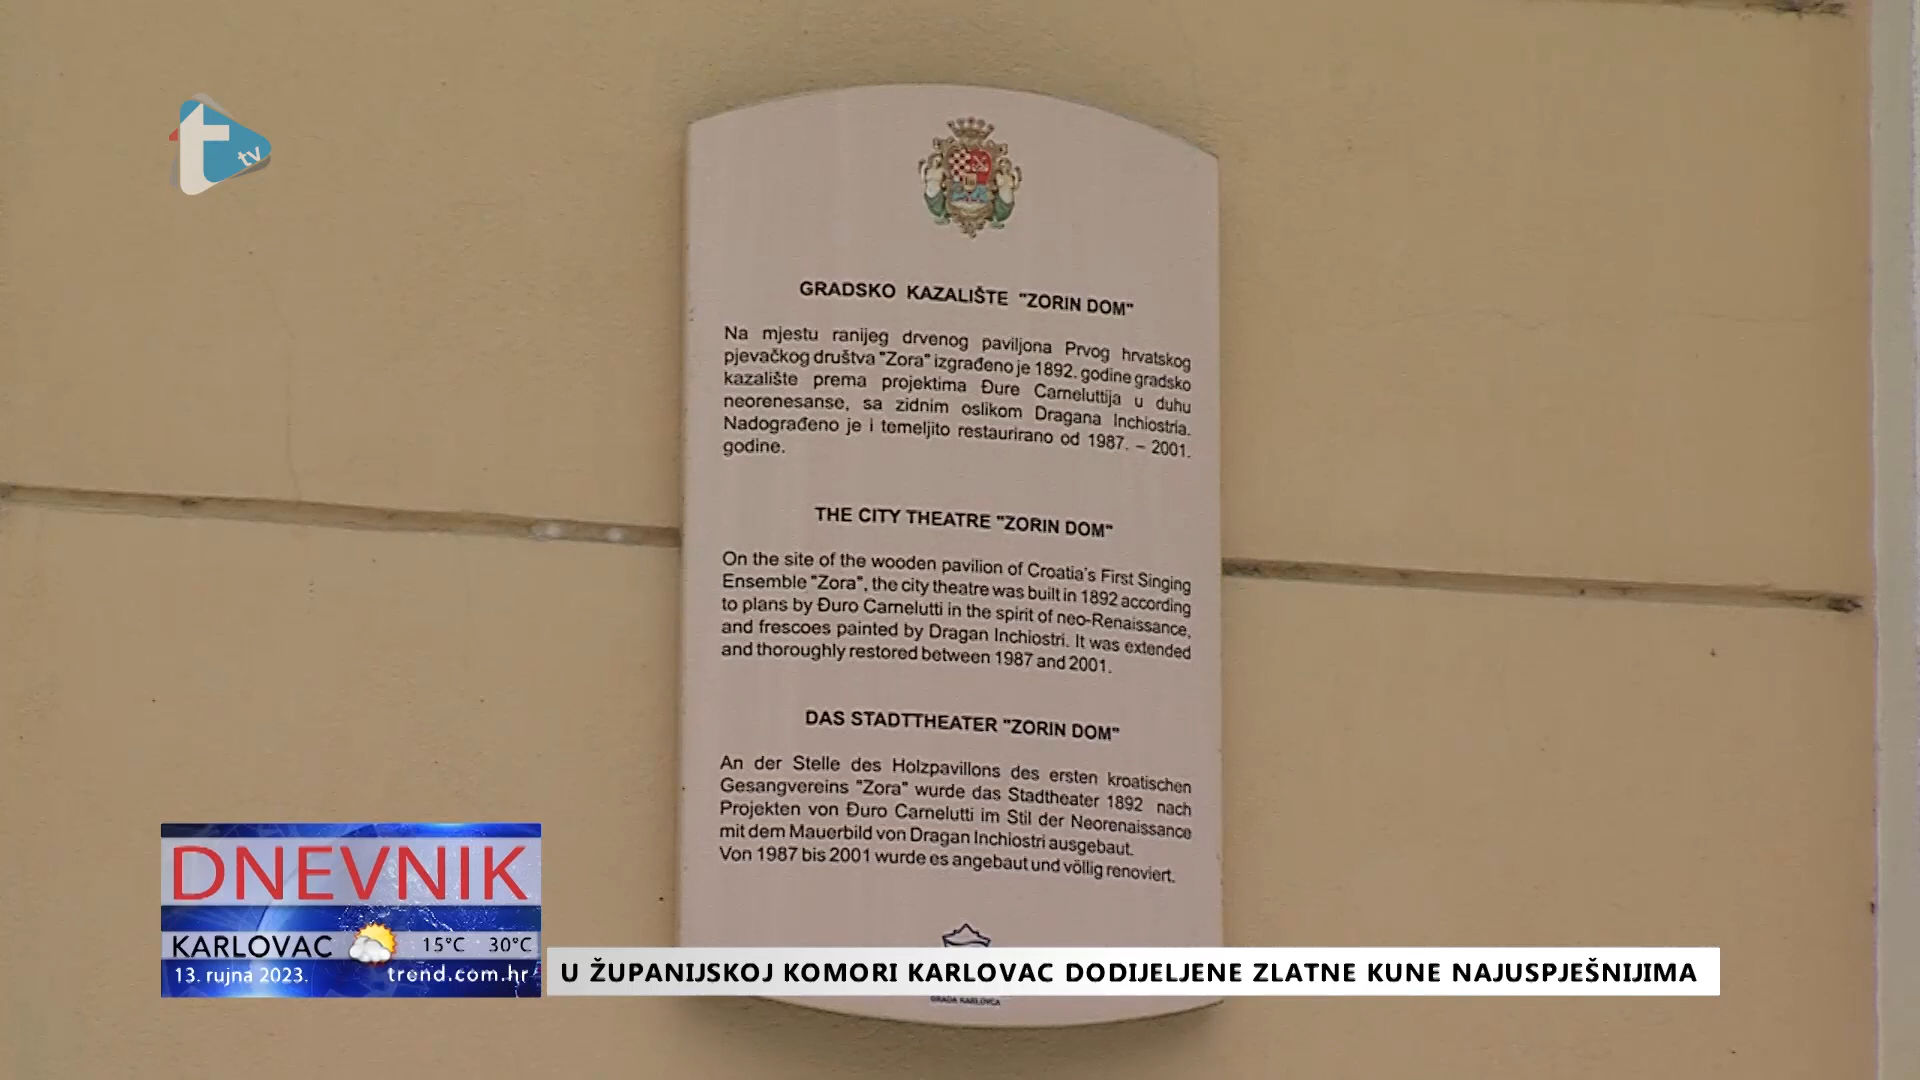 t
tv
GRADSKO KAZALIŠTE "ZORIN DOM"
Na mjestu ranijeg drvenog paviljona Prvog hrvatskog
pjevačkog društva "Zora" izgrađeno je 1892. godine gradsko
kazalište prema projektima Đure Carneluttija u duhu
neorenesanse, sa zidnim oslikom Dragana Inchiostria.
Nadograđeno je i temeljito restaurirano od 1987. – 2001.
godine.
THE CITY THEATRE "ZORIN DOM"
On the site of the wooden pavilion of Croatia's First Singing
Ensemble "Zora", the city theatre was built in 1892 according
to plans by Đuro Carnelutti in the spirit of neo-Renaissance,
and frescoes painted by Dragan Inchiostri. It was extended
and thoroughly restored between 1987 and 2001.
DAS STADTTHEATER "ZORIN DOM"
An der Stelle des Holzpavillons des ersten kroatischen
Gesangvereins "Zora" wurde das Stadtheater 1892 nach
Projekten von Đuro Carnelutti im Stil der Neorenaissance
mit dem Mauerbild von Dragan Inchiostri ausgebaut.
Von 1987 bis 2001 wurde es angebaut und völlig renoviert.
DNEVNIK
KARLOVAC 15°C 30°C
13. rujna 2023. trend.com.hr
U ŽUPANIJSKOJ KOMORI KARLOVAC DODIJELJENE ZLATNE KUNE NAJUSPJEŠNIJIMA
GRADA KARLOVCA